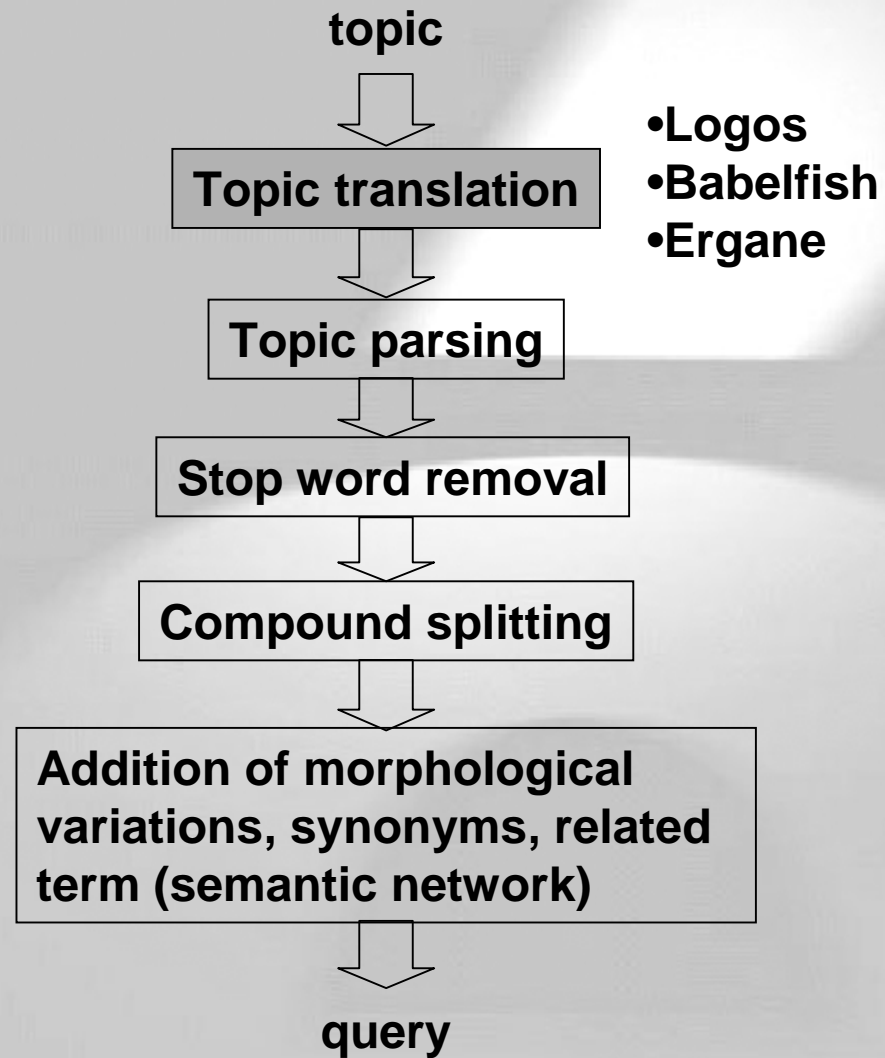 topic
•Logos
•Babelfish
•Ergane
Topic translation
Topic parsing
Stop word removal
Compound splitting
Addition of morphological
variations, synonyms, related
term (semantic network)
query